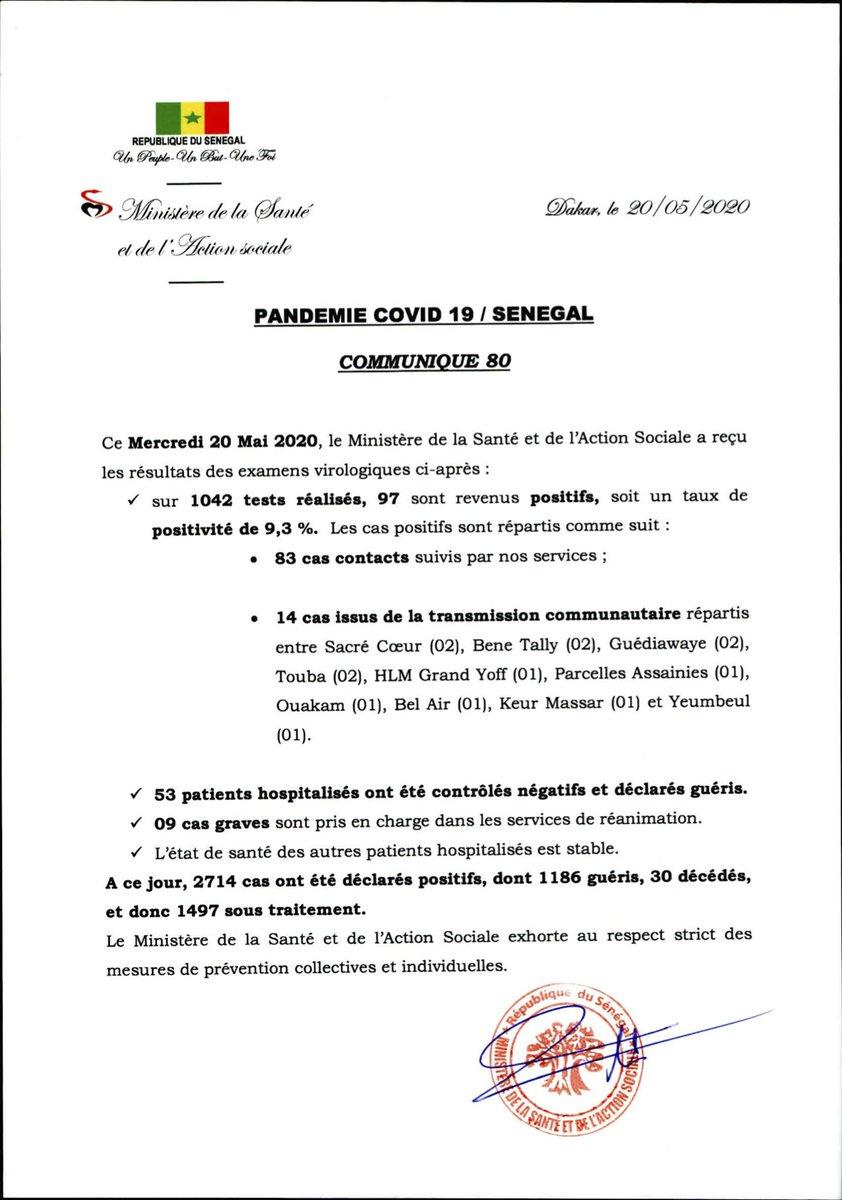 REPUBLIQUE DU SENEGAL
Un Peuple-Un But-Une Foi
Ministère de la Santé
et de l'Action sociale
Dakar, le 20/05/2020
PANDEMIE COVID 19 / SENEGAL
COMMUNIQUE 80
Ce Mercredi 20 Mai 2020, le Ministère de la Santé et de l'Action Sociale a reçu
les résultats des examens virologiques ci-après :
✓ sur 1042 tests réalisés, 97 sont revenus positifs, soit un taux de
positivité de 9,3 %. Les cas positifs sont répartis comme suit :
• 83 cas contacts suivis par nos services ;
• 14 cas issus de la transmission communautaire répartis
entre Sacré Cœur (02), Bene Tally (02), Guédiawaye (02),
Touba (02), HLM Grand Yoff (01), Parcelles Assainies (01),
Ouakam (01), Bel Air (01), Keur Massar (01) et Yeumbeul
(01).
✓ 53 patients hospitalisés ont été contrôlés négatifs et déclarés guéris.
✓ 09 cas graves sont pris en charge dans les services de réanimation.
✓ L'état de santé des autres patients hospitalisés est stable.
A ce jour, 2714 cas ont été déclarés positifs, dont 1186 guéris, 30 décédés,
et donc 1497 sous traitement.
Le Ministère de la Santé et de l'Action Sociale exhorte au respect strict des
mesures de prévention collectives et individuelles.
République du Sénégal
MINISTÈRE DE LA SANTÉ ET DE L'ACTION SOCIALE